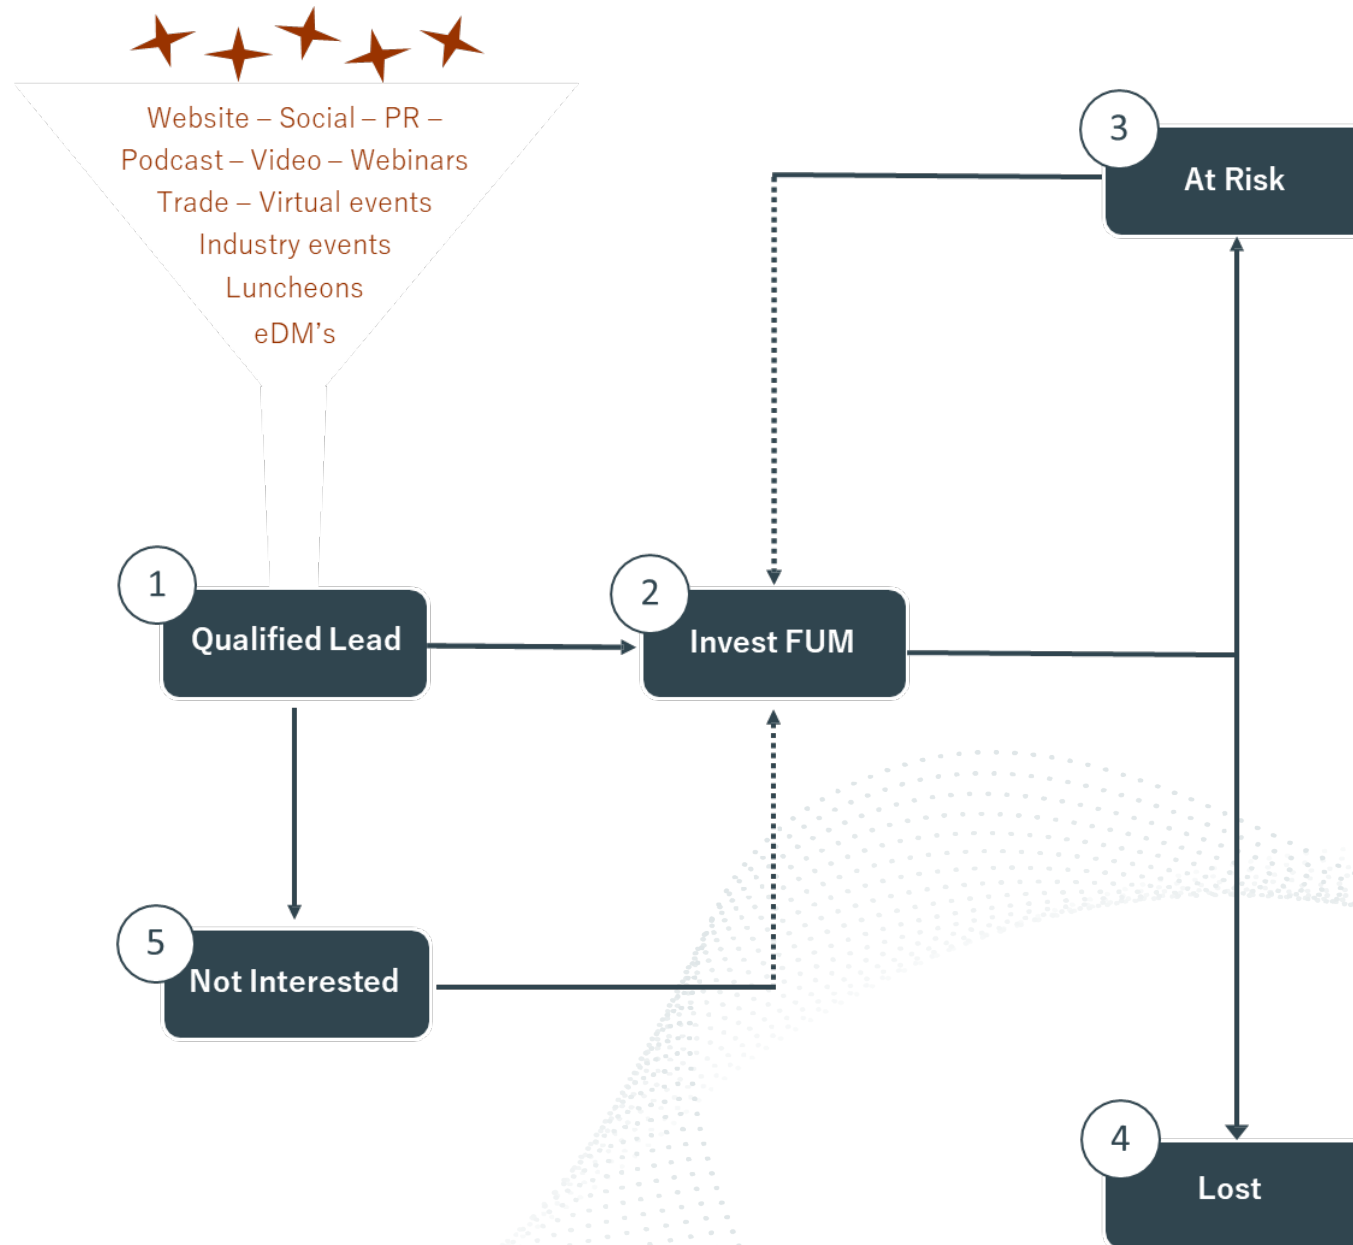 Website – Social – PR –
Podcast – Video – Webinars
Trade – Virtual events
Industry events
Luncheons
eDM’s
3
At Risk
1
Qualified Lead
2
Invest FUM
5
Not Interested
4
Lost